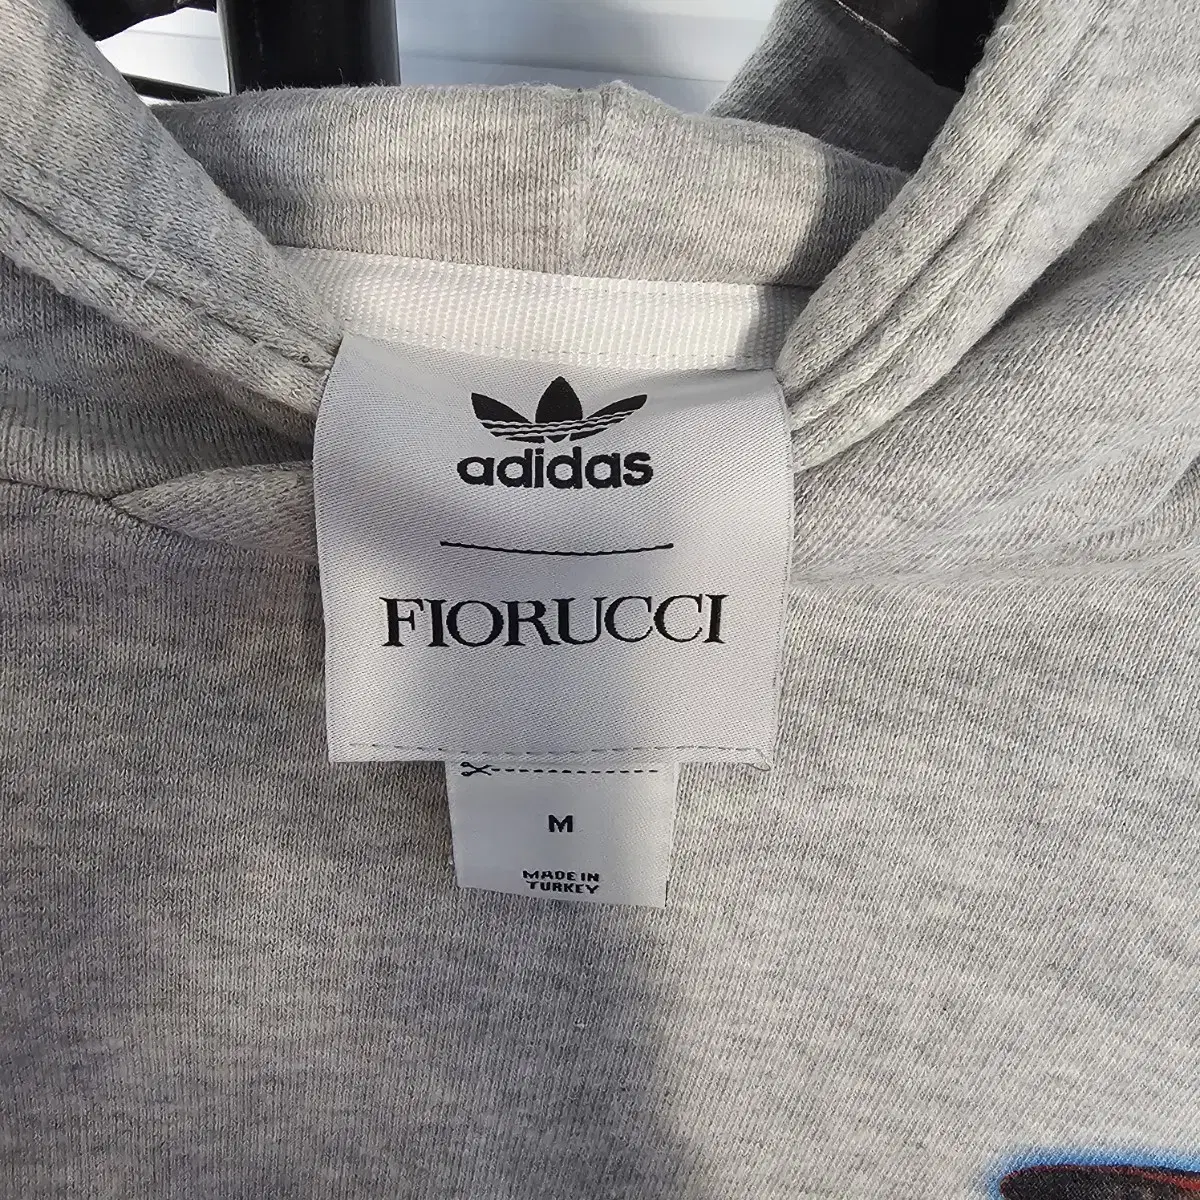 adidas
FIORUCCI
M
MADE IN
TURKEY